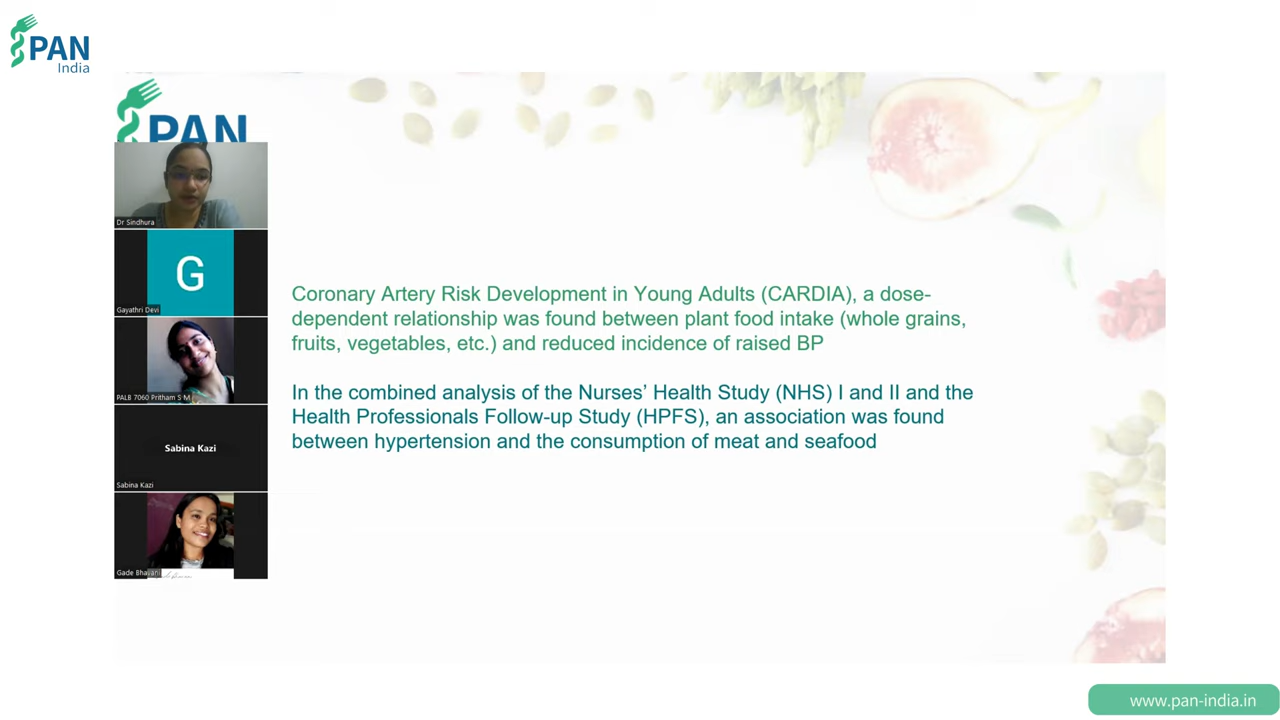 PAN
India
PAN
Dr Sindhura
G
Gayathri Devi
PALB 7060 Pritham S M
Sabina Kazi
Sabina Kazi
Gade Bhavani
Coronary Artery Risk Development in Young Adults (CARDIA), a dose-
dependent relationship was found between plant food intake (whole grains,
fruits, vegetables, etc.) and reduced incidence of raised BP
In the combined analysis of the Nurses’ Health Study (NHS) I and II and the
Health Professionals Follow-up Study (HPFS), an association was found
between hypertension and the consumption of meat and seafood
www.pan-india.in